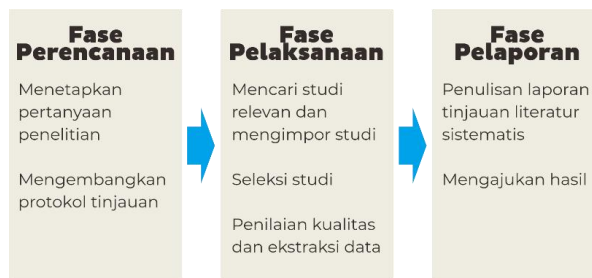 Fase
Perencanaan
Menetapkan
pertanyaan
penelitian
Mengembangkan
protokol tinjauan
Fase
Pelaksanaan
Mencari studi
relevan dan
mengimpor studi
Seleksi studi
Penilaian kualitas
dan ekstraksi data
Fase
Pelaporan
Penulisan laporan
tinjauan literatur
sistematis
Mengajukan hasil